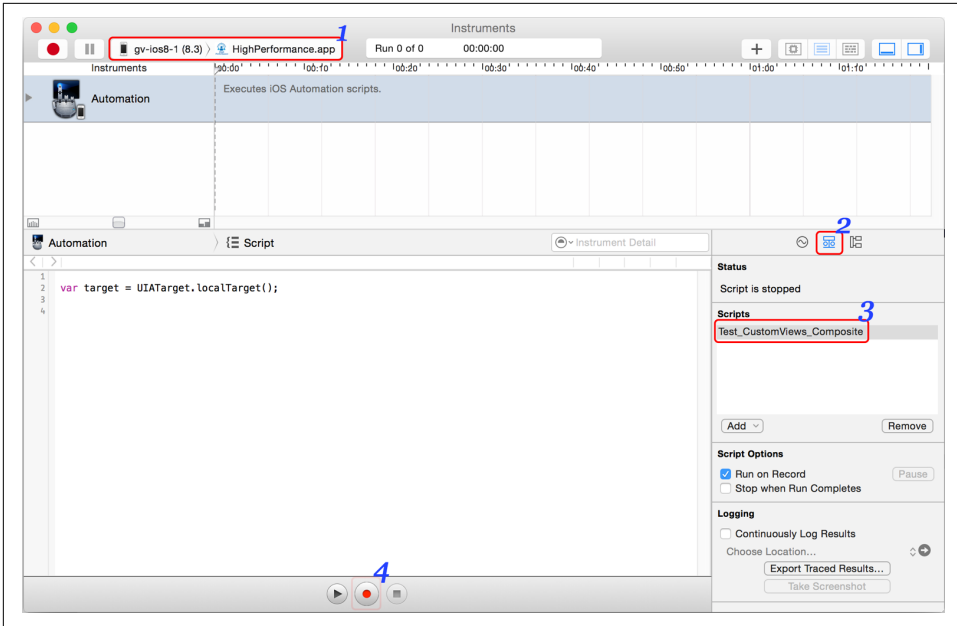 Instruments
1
gv-ios8-1 (8.3) 〉 HighPerformance.app
Run 0 of 0 00:00:00
Instruments 00:00 00:10 00:20 00:30 00:40 00:50 01:00 01:10
Automation
Executes iOS Automation scripts.
2
Automation 〉 Script
Instrument Detail
1
2 var target = UIATarget.localTarget();
3
4
Status
Script is stopped
Scripts
3
Test_CustomViews_Composite
Add Remove
Script Options
Run on Record Pause
Stop when Run Completes
Logging
Continuously Log Results
Choose Location...
Export Traced Results...
Take Screenshot
4